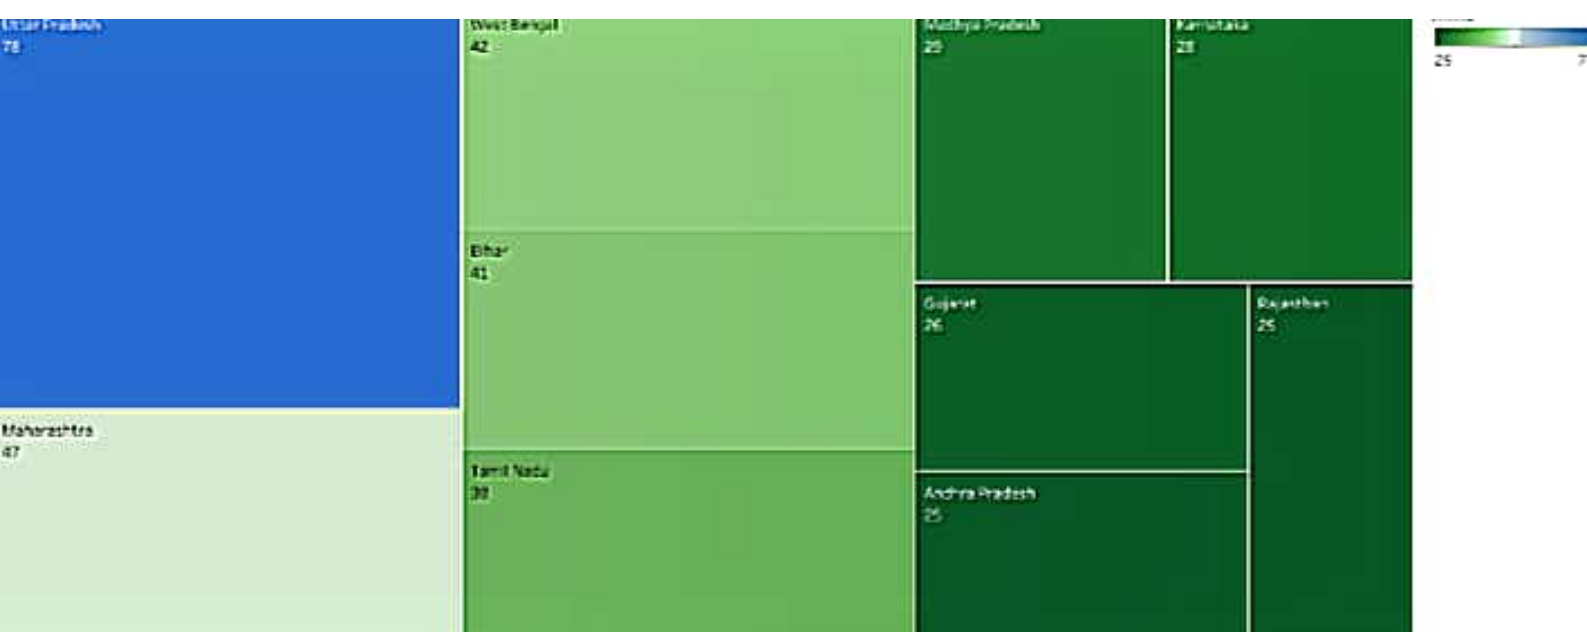 Uttar Pradesh
78
West Bengal
42
Madhya Pradesh
29
Karnataka
28
25
Bihar
41
Gujarat
26
Rajasthan
25
Maharashtra
47
Tamil Nadu
39
Andhra Pradesh
25